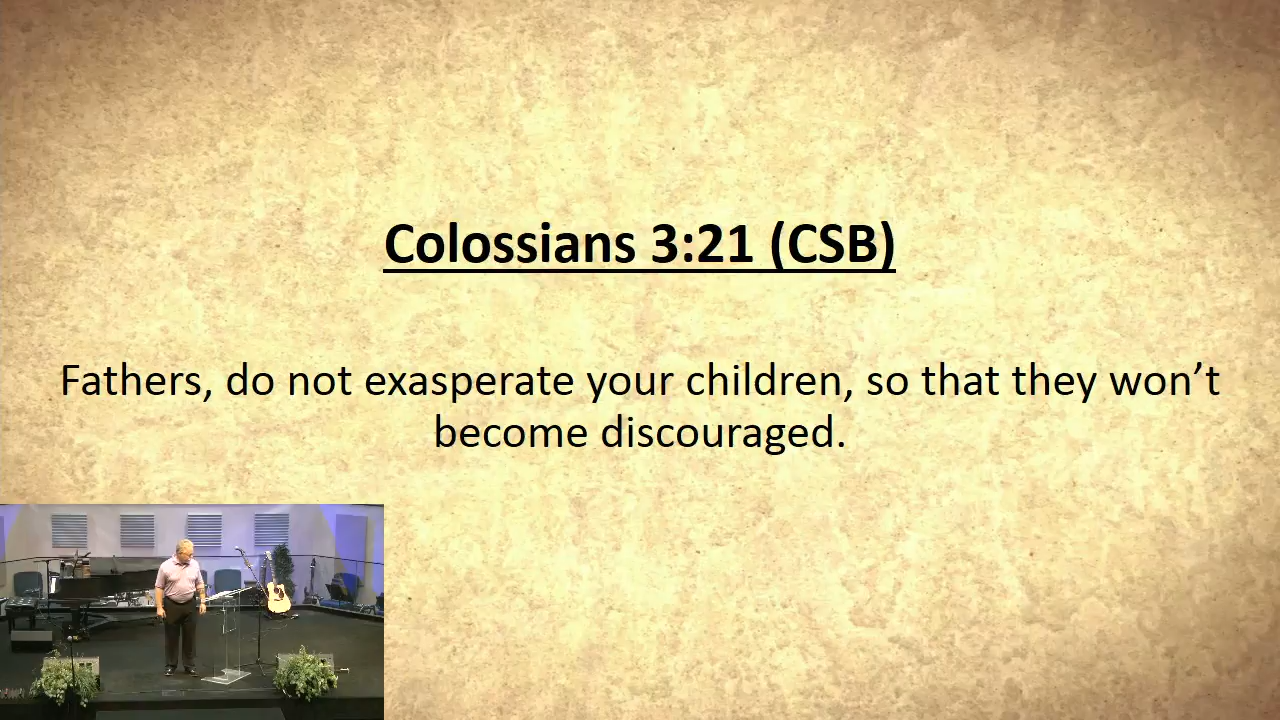 Colossians 3:21 (CSB)
Fathers, do not exasperate your children, so that they won’t
become discouraged.